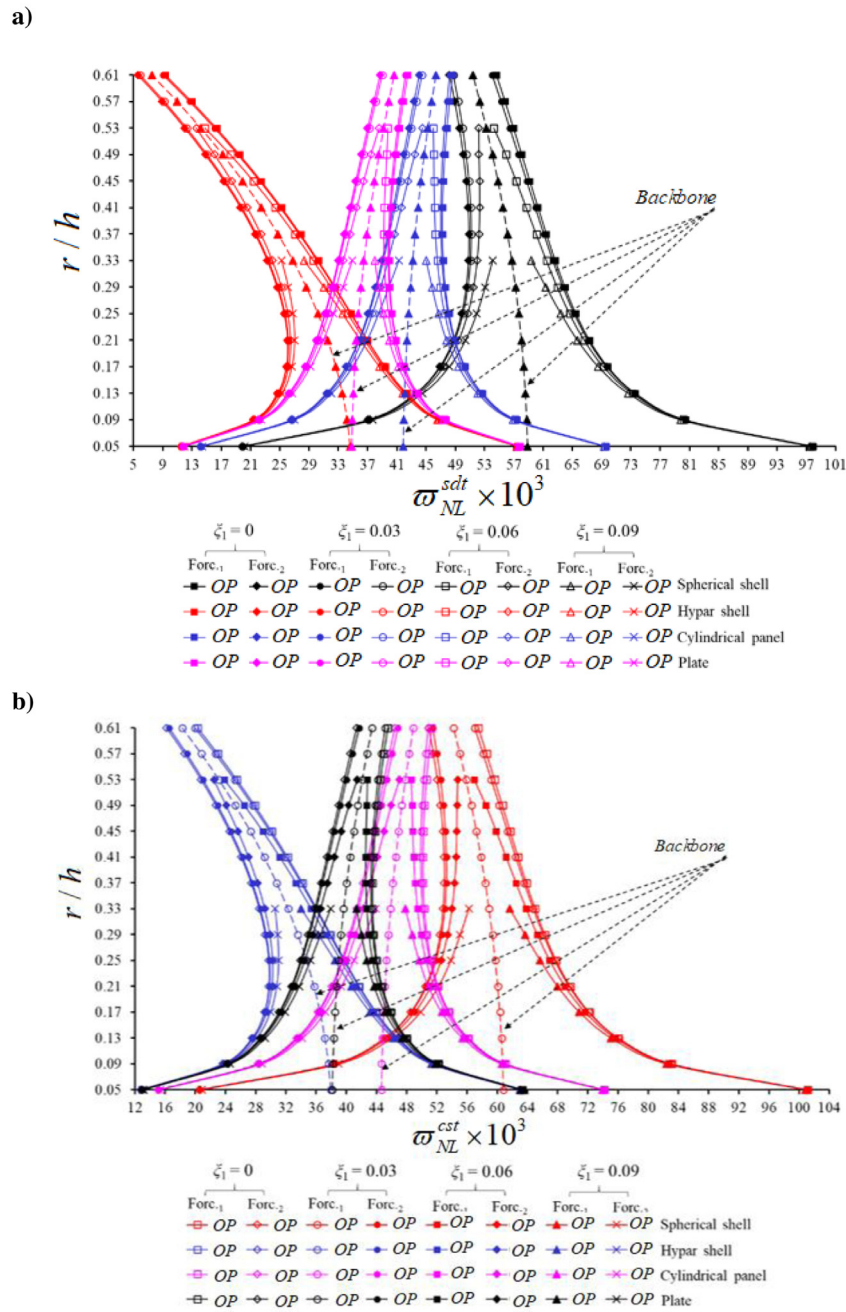 a)
0.61
0.57
0.53
0.49
0.45
0.41
0.37
0.33
0.29
0.25
0.21
0.17
0.13
0.09
0.05
r / h
Backbone
5 9 13 17 21 25 29 33 37 41 45 49 53 57 61 65 69 73 77 81 85 89 93 97 101
ϖ_NL^sdt ×10³
ξ₁ = 0 ξ₁ = 0.03 ξ₁ = 0.06 ξ₁ = 0.09
Forc.₁ Forc.₂ Forc.₁ Forc.₂ Forc.₁ Forc.₂ Forc.₁ Forc.₂
OP OP OP OP OP OP OP OP Spherical shell
OP OP OP OP OP OP OP OP Hypar shell
OP OP OP OP OP OP OP OP Cylindrical panel
OP OP OP OP OP OP OP OP Plate
b)
0.61
0.57
0.53
0.49
0.45
0.41
0.37
0.33
0.29
0.25
0.21
0.17
0.13
0.09
0.05
r / h
Backbone
12 16 20 24 28 32 36 40 44 48 52 56 60 64 68 72 76 80 84 88 92 96 100 104
ϖ_NL^cst ×10³
ξ₁ = 0 ξ₁ = 0.03 ξ₁ = 0.06 ξ₁ = 0.09
Forc.₁ Forc.₂ Forc.₁ Forc.₂ Forc.₁ Forc.₂ Forc.₁ Forc.₂
OP OP OP OP OP OP OP OP Spherical shell
OP OP OP OP OP OP OP OP Hypar shell
OP OP OP OP OP OP OP OP Cylindrical panel
OP OP OP OP OP OP OP OP Plate